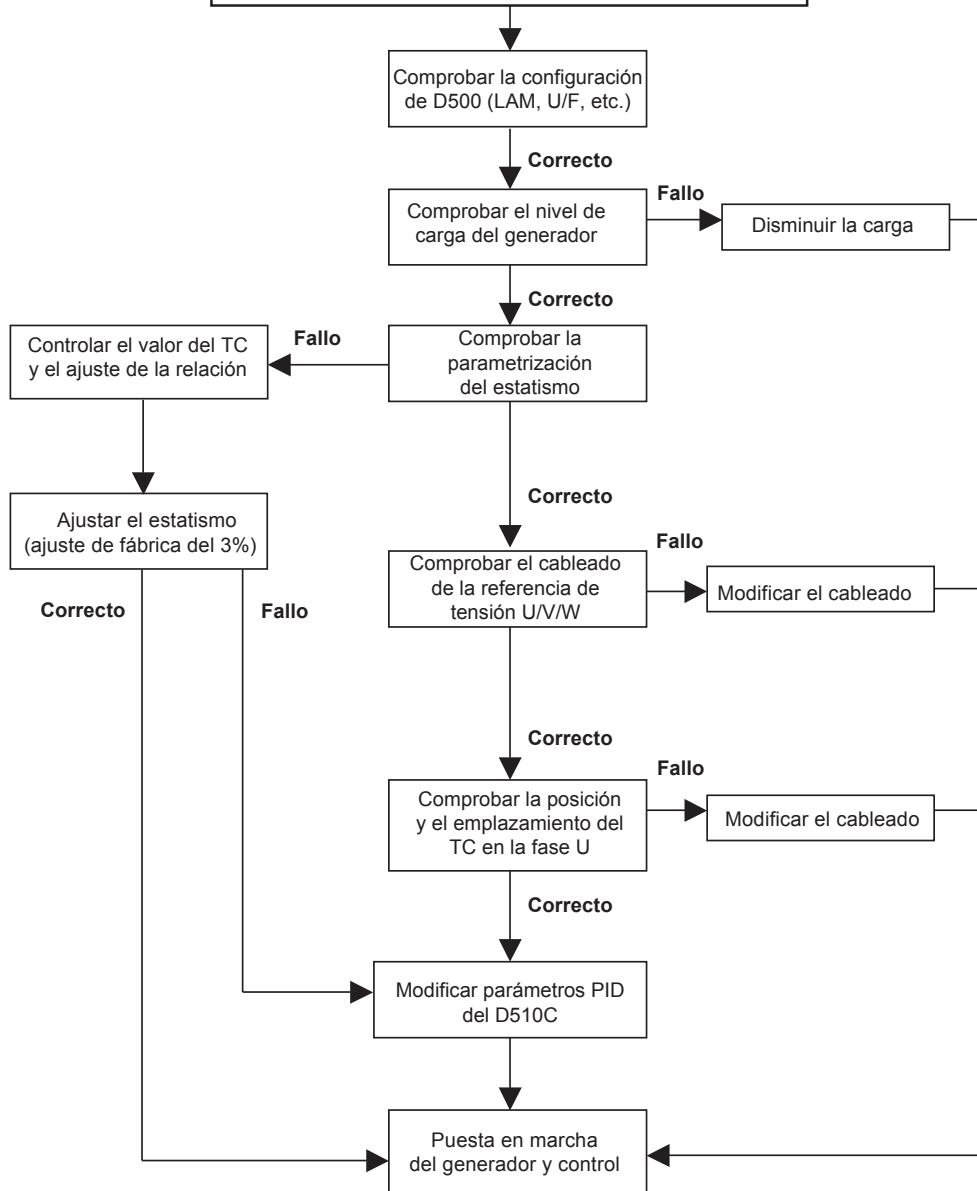 Comprobar la configuración
de D500 (LAM, U/F, etc.)
Correcto
Comprobar el nivel de
carga del generador
Fallo
Disminuir la carga
Correcto
Comprobar la
parametrización
del estatismo
Fallo
Controlar el valor del TC
y el ajuste de la relación
Ajustar el estatismo
(ajuste de fábrica del 3%)
Correcto
Fallo
Correcto
Comprobar el cableado
de la referencia de
tensión U/V/W
Fallo
Modificar el cableado
Correcto
Comprobar la posición
y el emplazamiento del
TC en la fase U
Fallo
Modificar el cableado
Correcto
Modificar parámetros PID
del D510C
Puesta en marcha
del generador y control